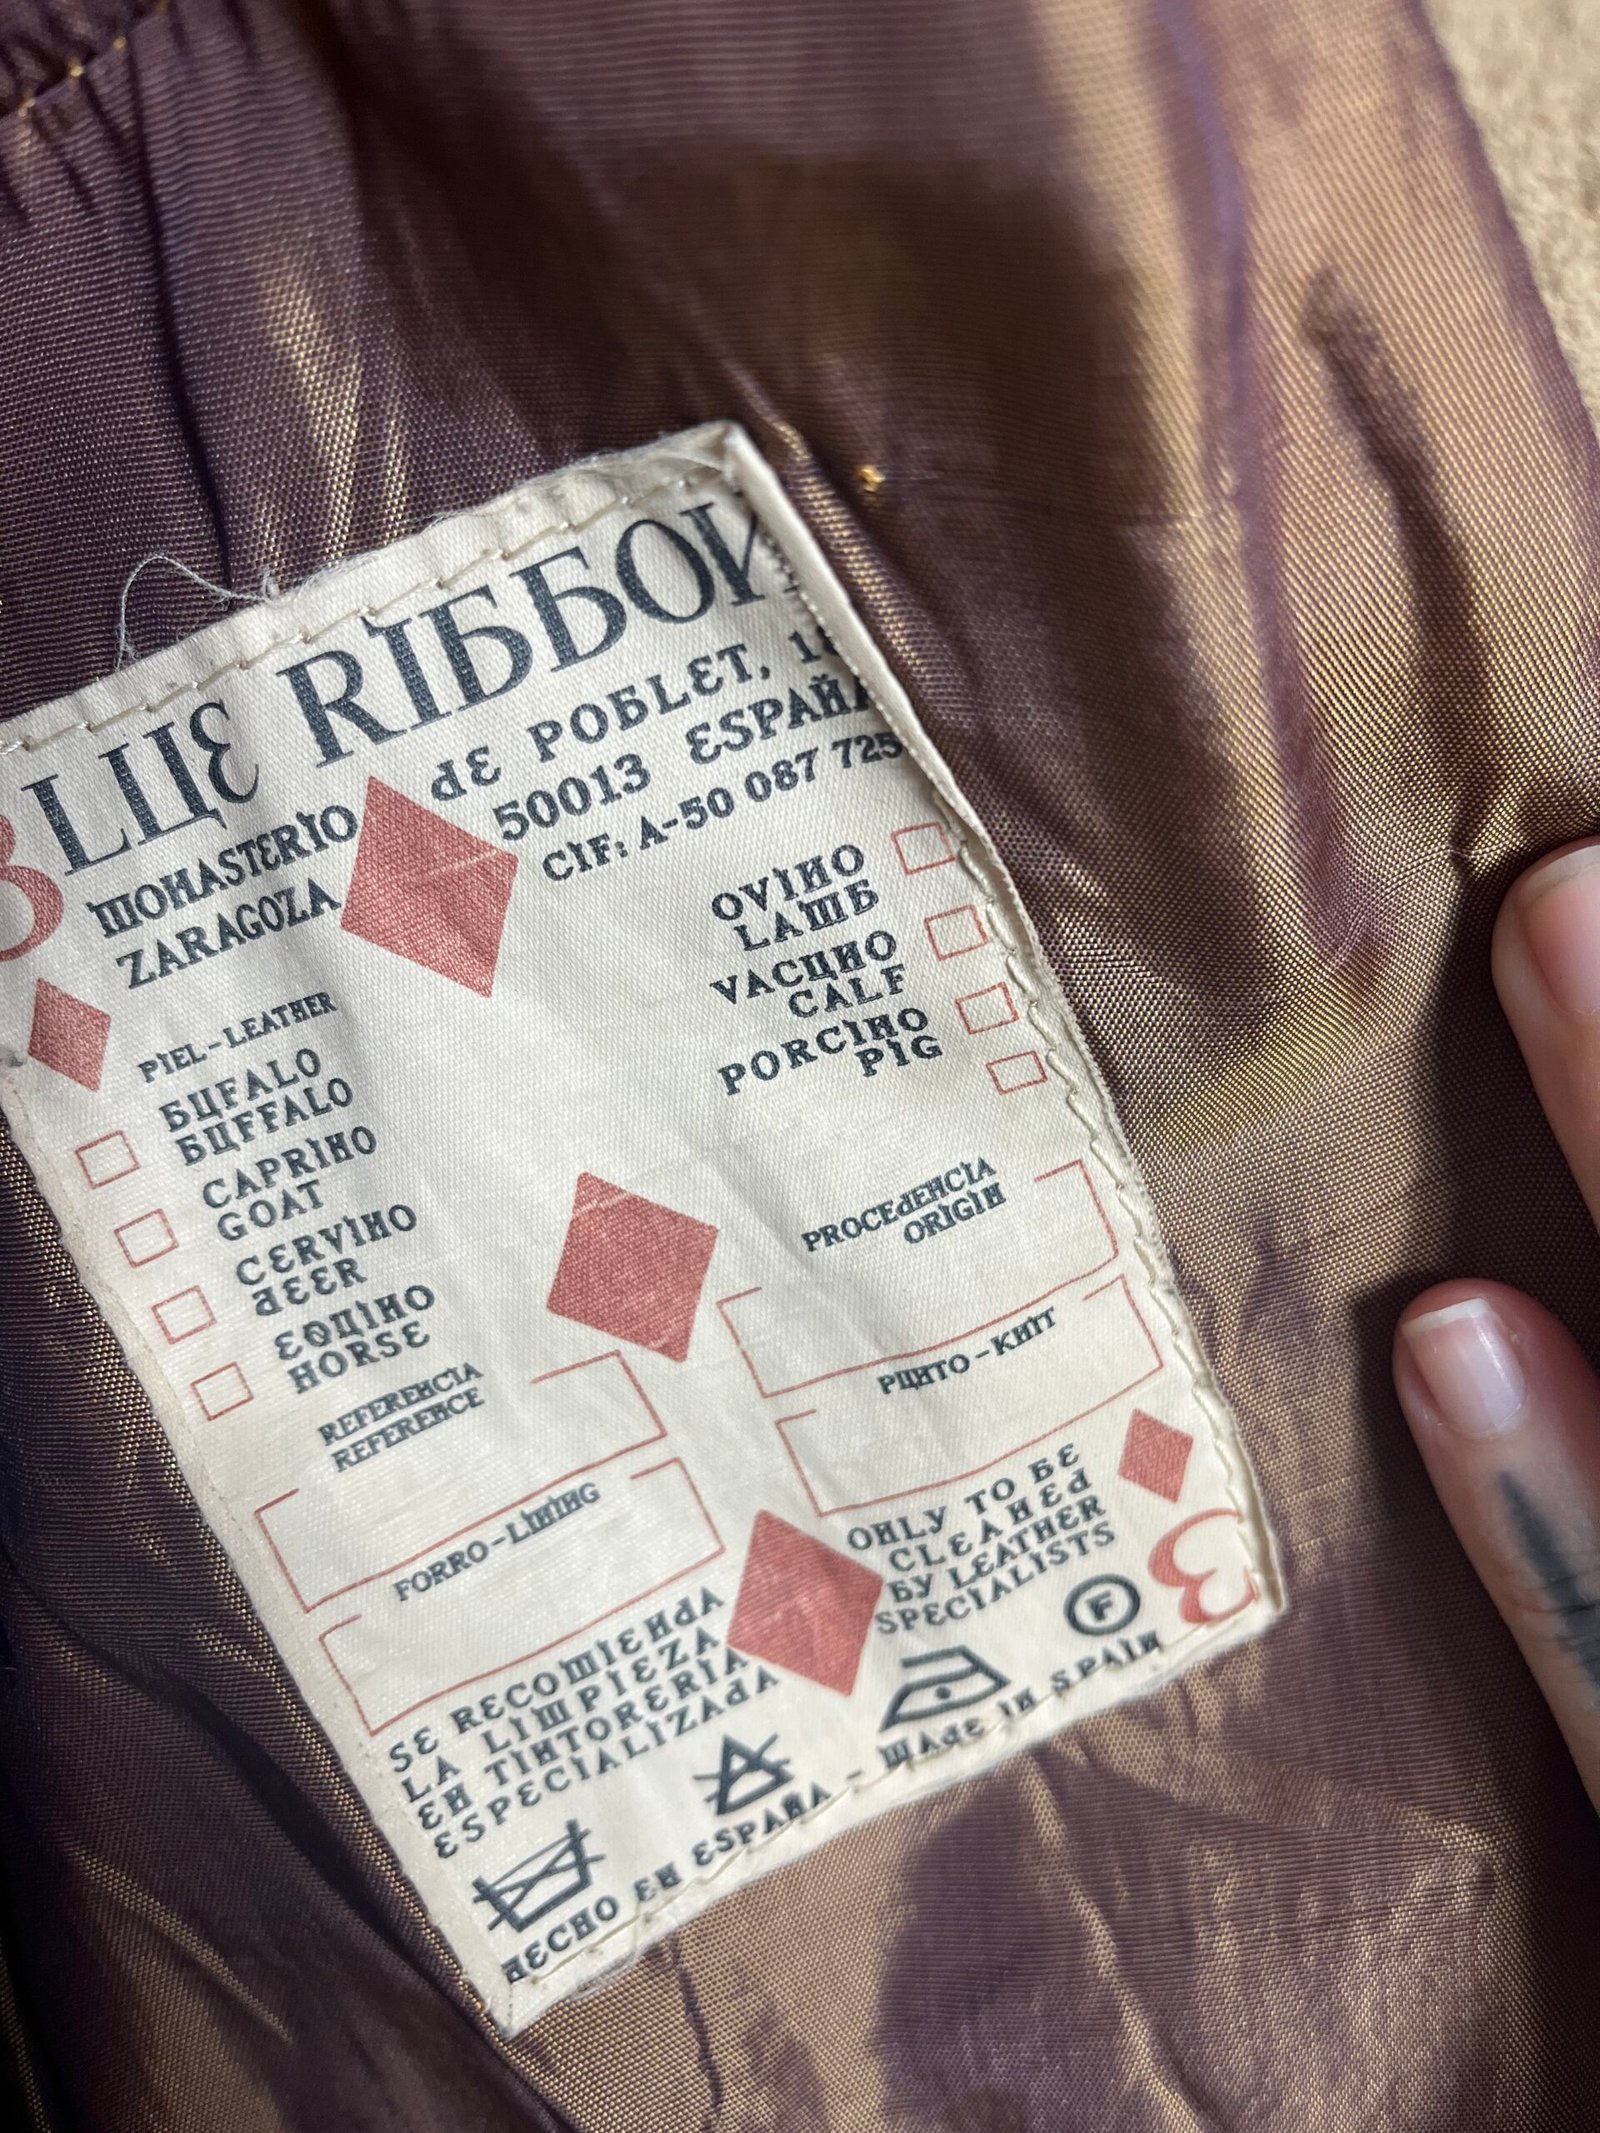 BLUE RIBBON
MONASTERIO DE POBLET,
ZARAGOZA 50013 ESPAÑA
CIF: A-50 087 725
PIEL-LEATHER
BUFALO
BUFFALO
CAPRINO
GOAT
CERVINO
DEER
EQUINO
HORSE
OVINO
LAMB
VACUNO
CALF
PORCINO
PIG
REFERENCIA
REFERENCE
PROCEDENCIA
ORIGIN
FORRO-LINING
PUNTO-KNIT
SE RECOMIENDA
LA LIMPIEZA
EN TINTORERIA
ESPECIALIZADA
ONLY TO BE
CLEANED
BY LEATHER
SPECIALISTS
F
HECHO EN ESPAÑA - MADE IN SPAIN